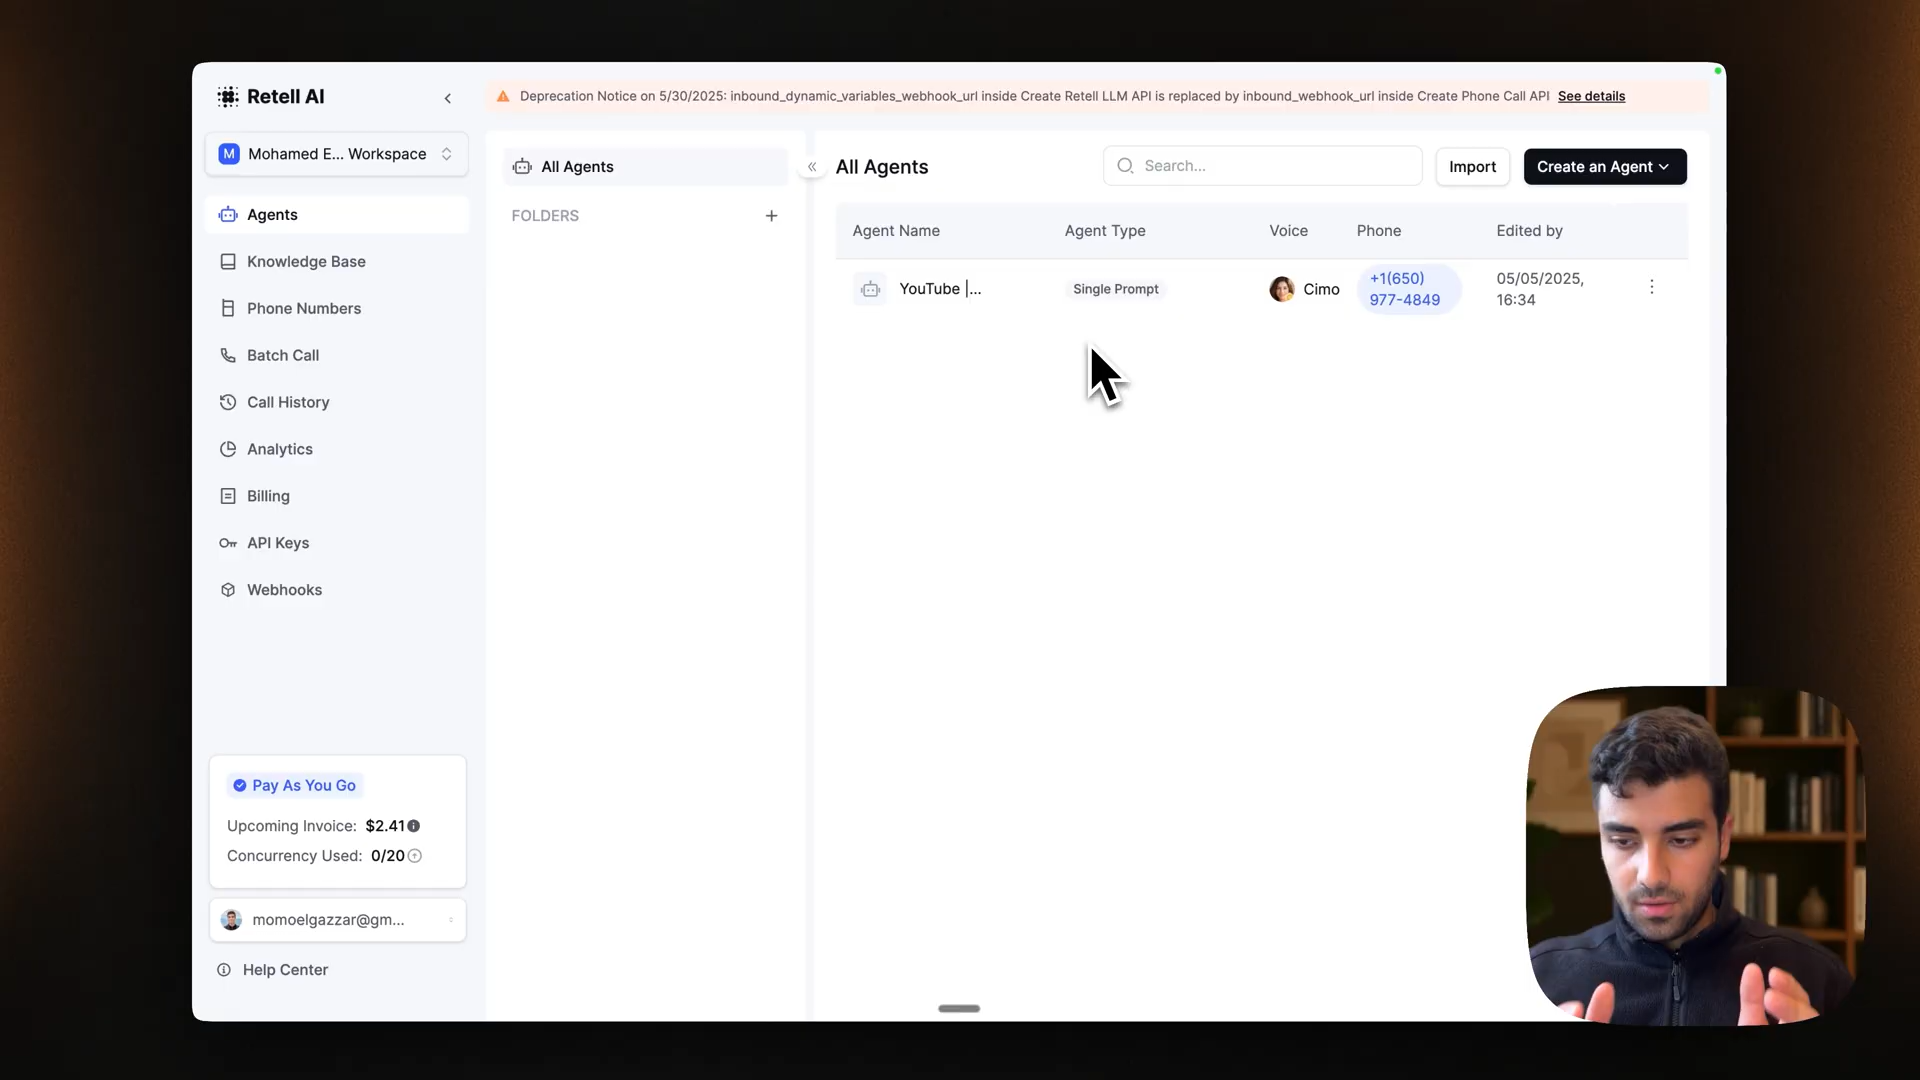 Retell AI
Deprecation Notice on 5/30/2025: inbound_dynamic_variables_webhook_url inside Create Retell LLM API is replaced by inbound_webhook_url inside Create Phone Call API See details
M Mohamed E... Workspace
Agents
Knowledge Base
Phone Numbers
Batch Call
Call History
Analytics
Billing
API Keys
Webhooks
Pay As You Go
Upcoming Invoice: $2.41
Concurrency Used: 0/20
momoelgazzar@gm...
Help Center
All Agents
FOLDERS
All Agents
Search...
Import
Create an Agent
Agent Name Agent Type Voice Phone Edited by
YouTube |... Single Prompt Cimo +1(650) 977-4849 05/05/2025, 16:34